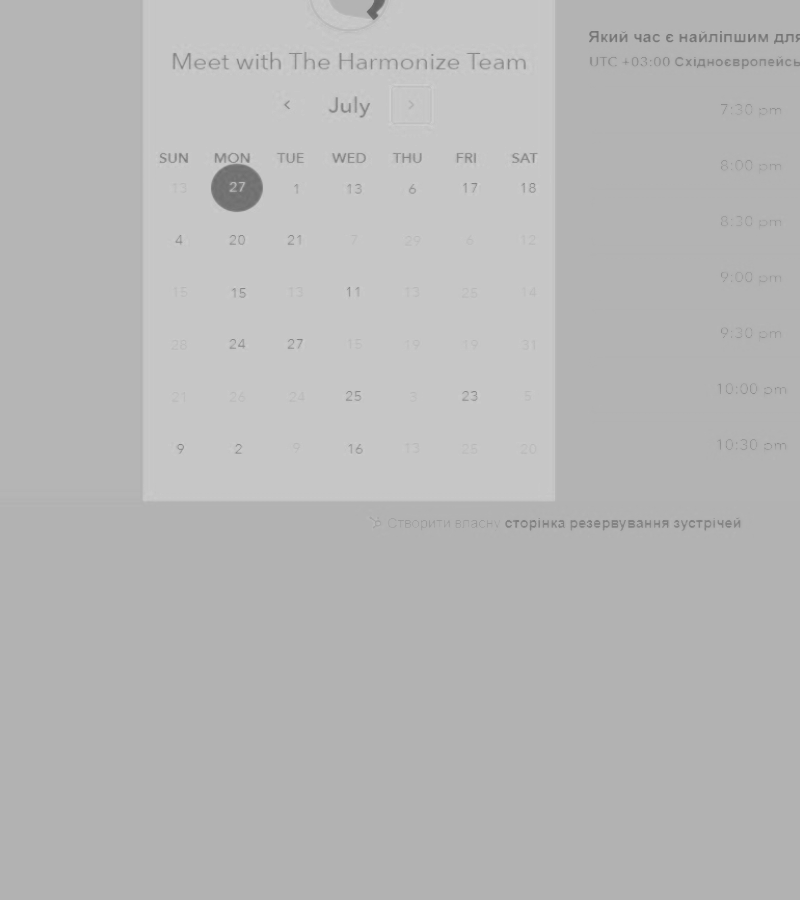 Meet with The Harmonize Team
July
SUN MON TUE WED THU FRI SAT
13 27 1 13 6 17 18
4 20 21 7 29 6 12
15 15 13 11 13 25 14
28 24 27 15 19 19 31
21 26 24 25 3 23 5
9 2 9 16 13 25 20
Який час є найліпшим для
UTC +03:00 Східноєвропейсь
7:30 pm
8:00 pm
8:30 pm
9:00 pm
9:30 pm
10:00 pm
10:30 pm
Створити власну сторінка резервування зустрічей